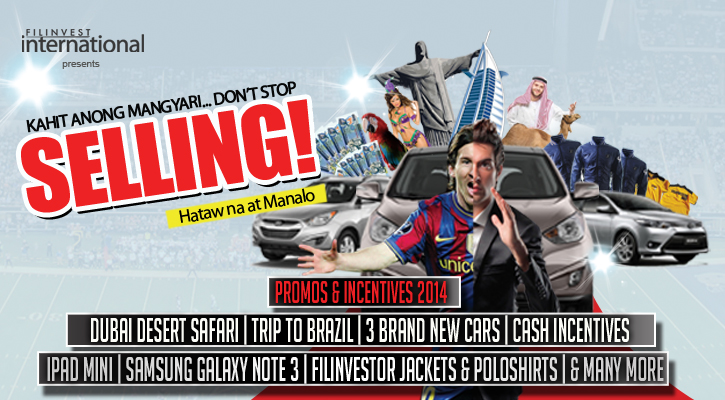 FILINVEST
international
presents
KAHIT ANONG MANGYARI... DON'T STOP
SELLING!
Hataw na at Manalo
unic
PROMOS & INCENTIVES 2014
DUBAI DESERT SAFARI | TRIP TO BRAZIL | 3 BRAND NEW CARS | CASH INCENTIVES
IPAD MINI | SAMSUNG GALAXY NOTE 3 | FILINVESTOR JACKETS & POLOSHIRTS | & MANY MORE